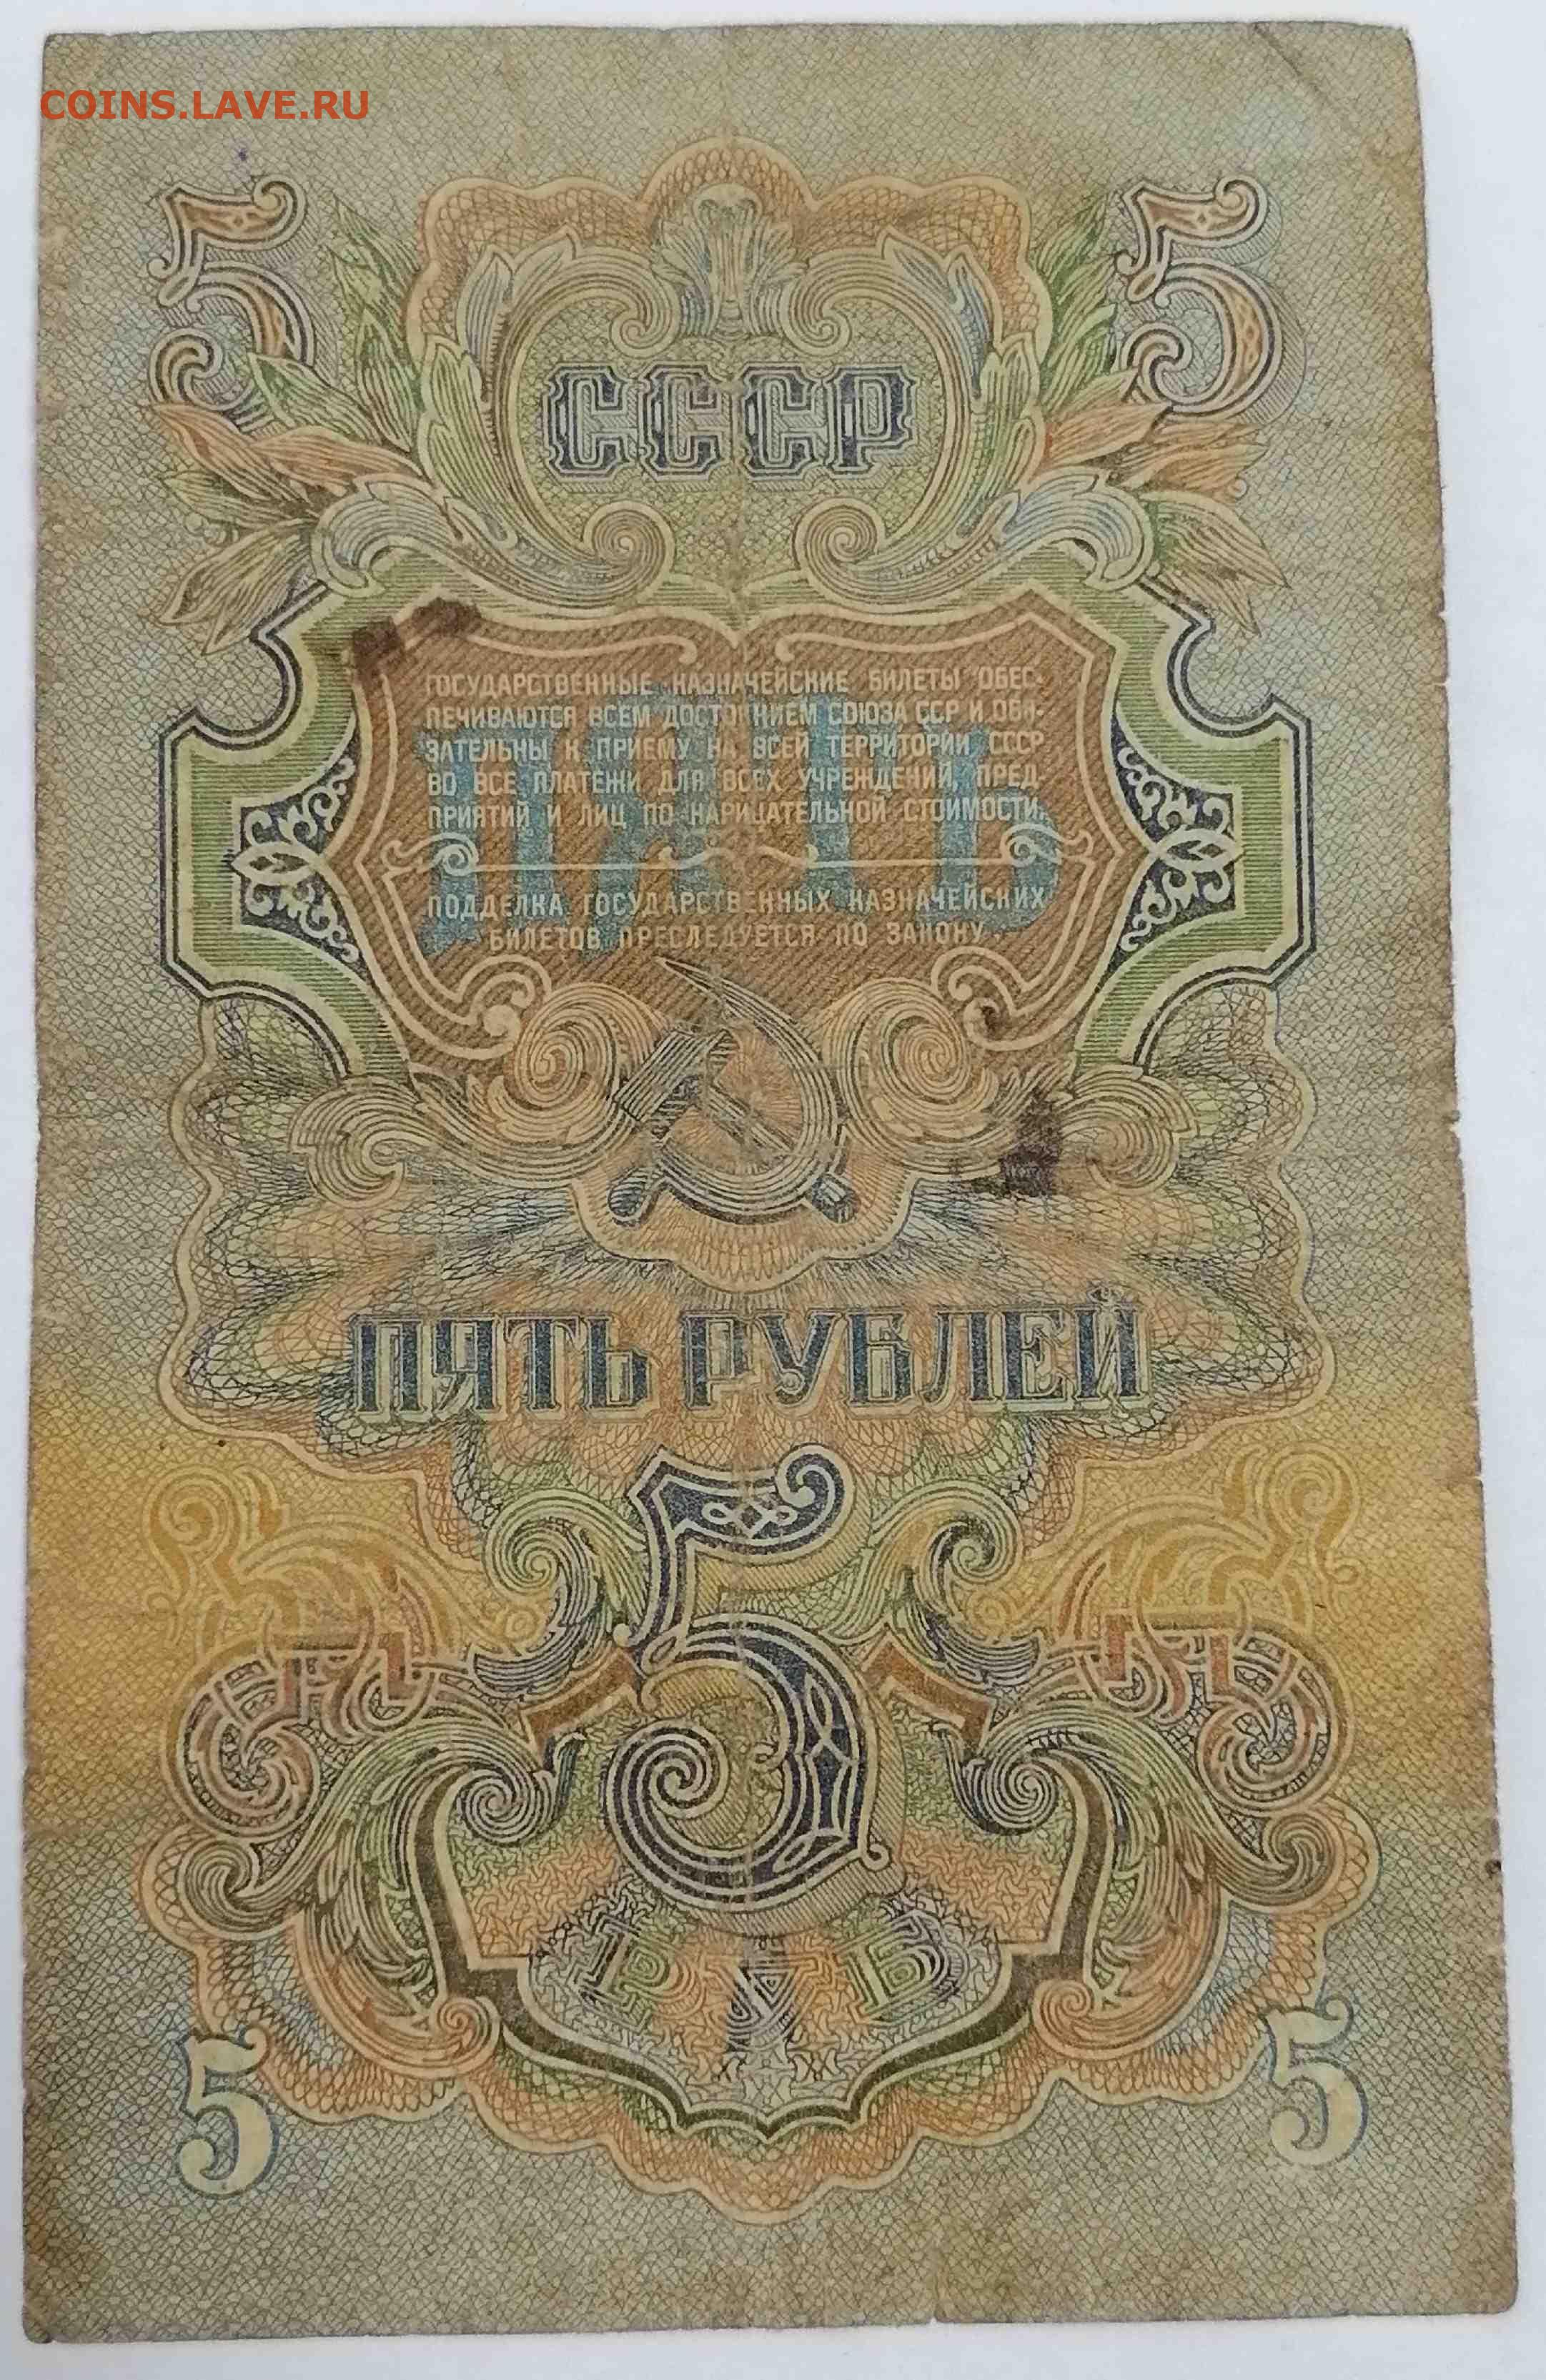 COINS.LAVE.RU
5 5
СССР
ГОСУДАРСТВЕННЫЕ КАЗНАЧЕЙСКИЕ БИЛЕТЫ ОБЕС-
ПЕЧИВАЮТСЯ ВСЕМ ДОСТОЯНИЕМ СОЮЗА ССР И ОБЯ-
ЗАТЕЛЬНЫ К ПРИЕМУ НА ВСЕЙ ТЕРРИТОРИИ СССР
ВО ВСЕ ПЛАТЕЖИ ДЛЯ ВСЕХ УЧРЕЖДЕНИЙ, ПРЕД-
ПРИЯТИЙ И ЛИЦ ПО НАРИЦАТЕЛЬНОЙ СТОИМОСТИ.
ПЯТЬ
ПОДДЕЛКА ГОСУДАРСТВЕННЫХ КАЗНАЧЕЙСКИХ
БИЛЕТОВ ПРЕСЛЕДУЕТСЯ ПО ЗАКОНУ.
ПЯТЬ РУБЛЕЙ
5
5 5